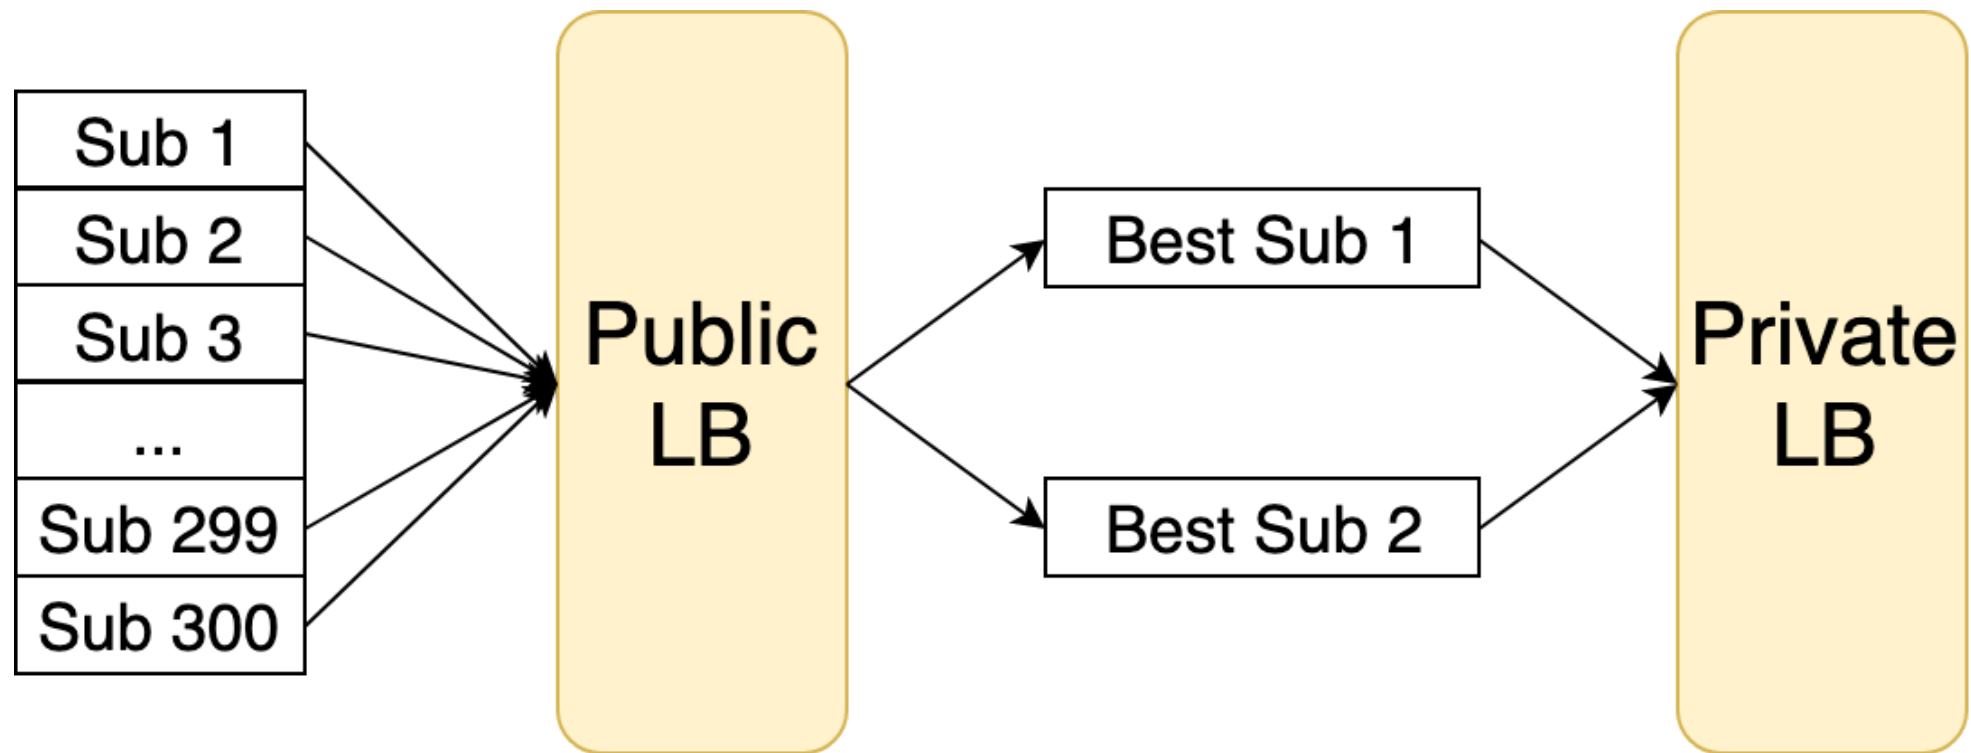 Sub 1
Sub 2
Sub 3
...
Sub 299
Sub 300
Public
LB
Best Sub 1
Best Sub 2
Private
LB